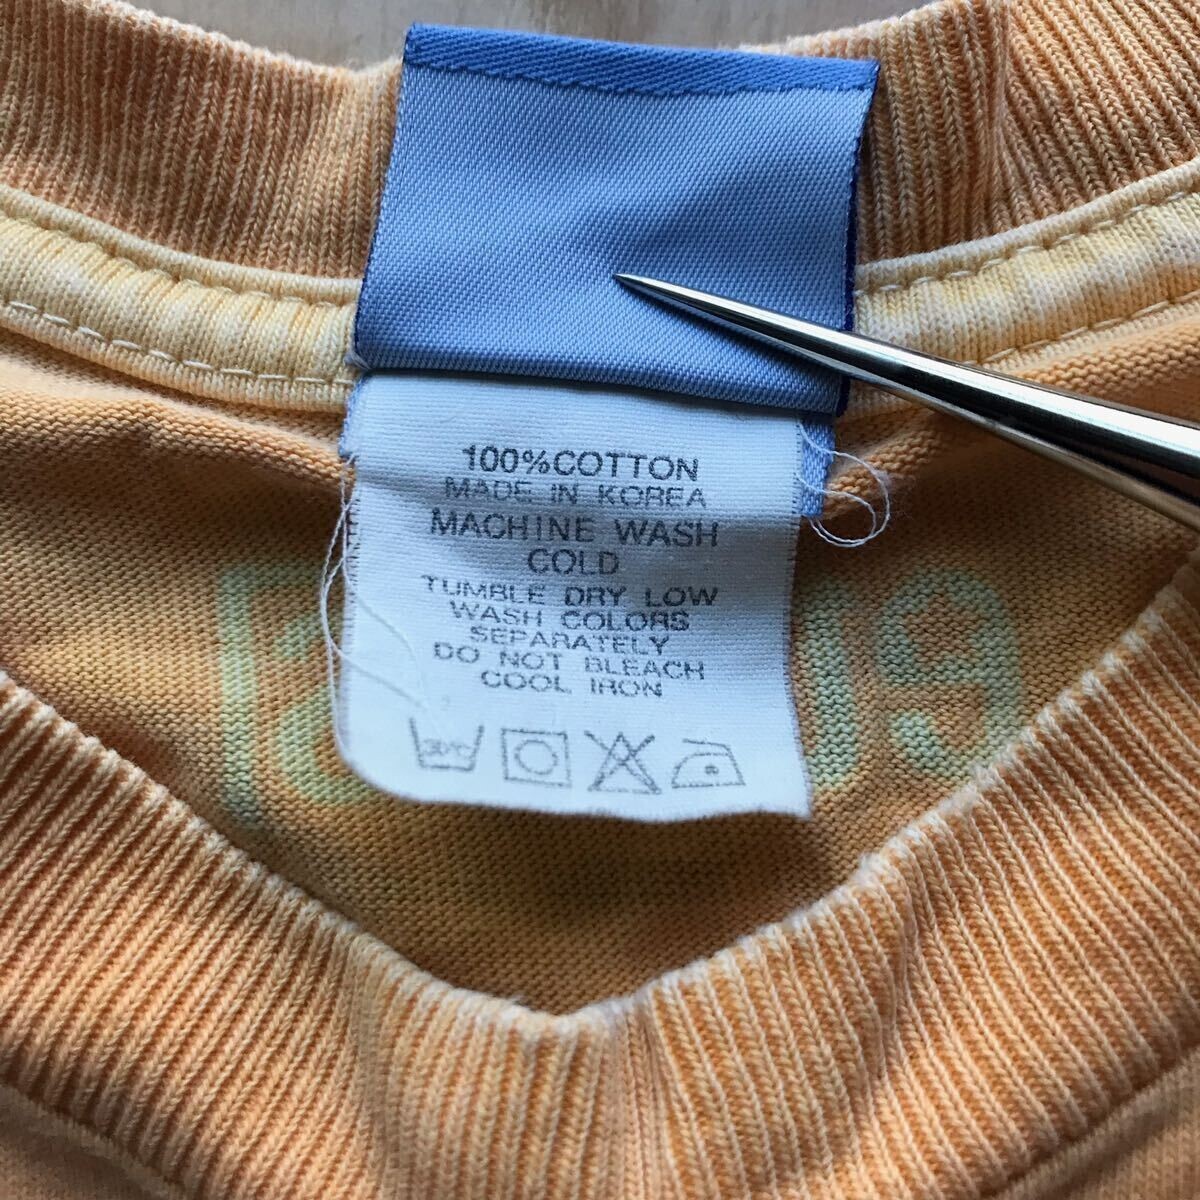 100%COTTON
MADE IN KOREA
MACHINE WASH
COLD
TUMBLE DRY LOW
WASH COLORS
SEPARATELY
DO NOT BLEACH
COOL IRON
30°C